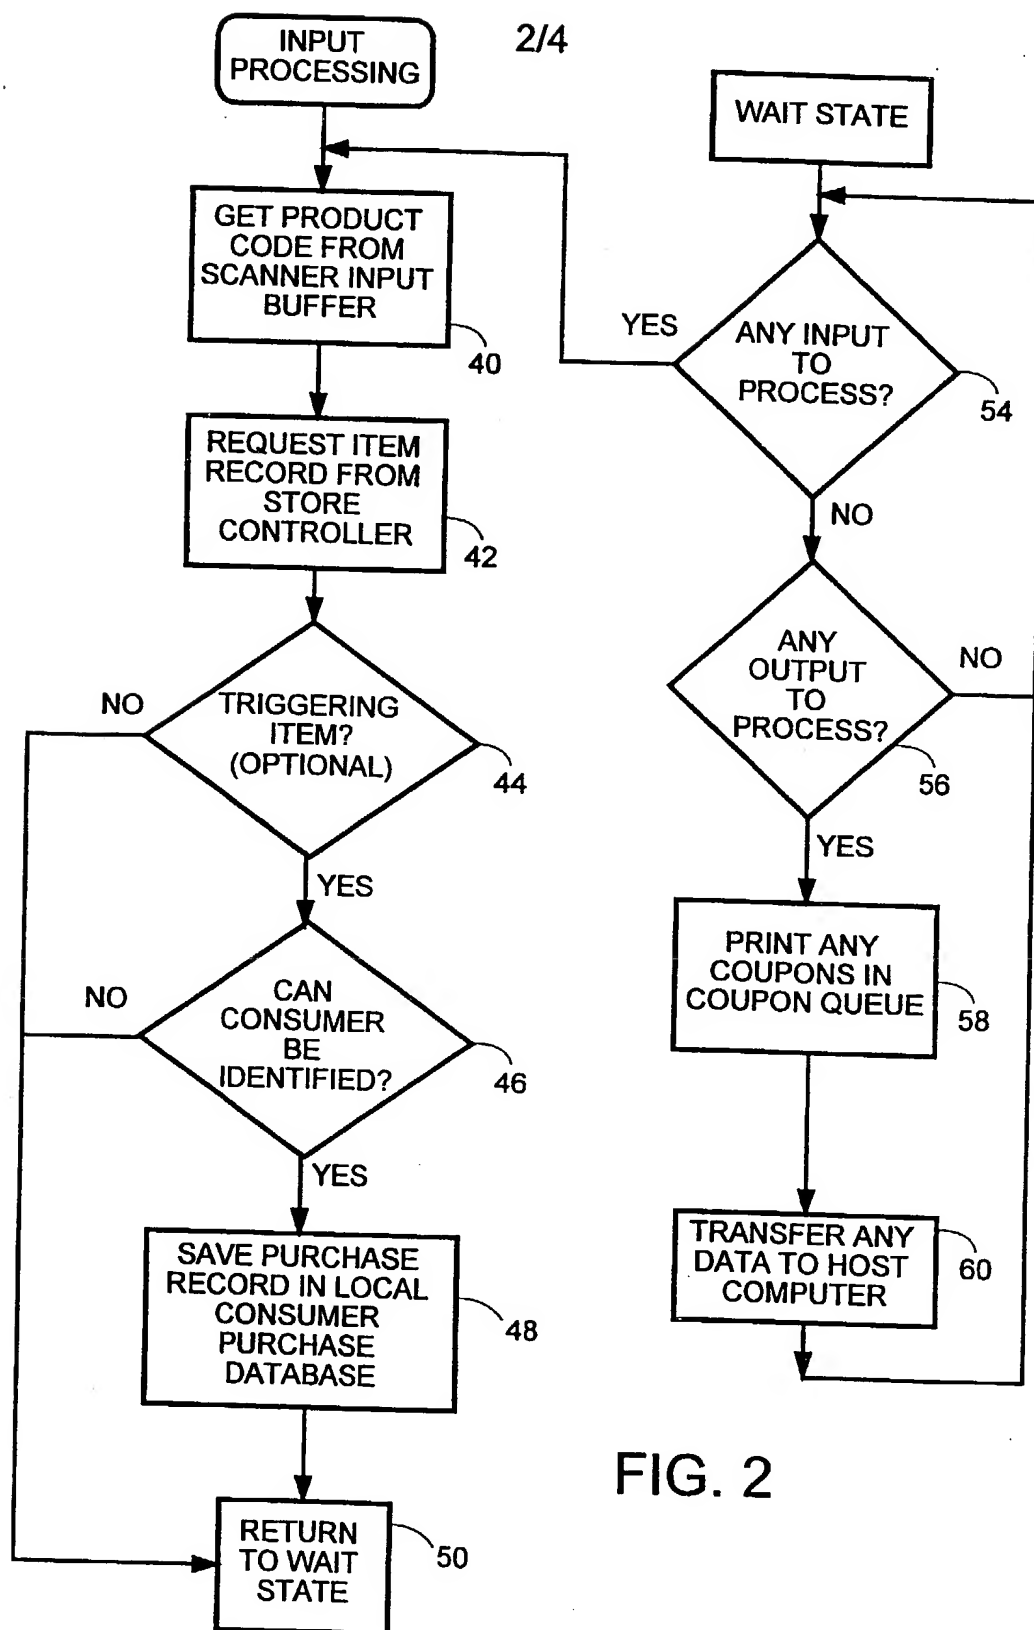 2/4
INPUT
PROCESSING
GET PRODUCT
CODE FROM
SCANNER INPUT
BUFFER
40
REQUEST ITEM
RECORD FROM
STORE
CONTROLLER
42
TRIGGERING
ITEM?
(OPTIONAL)
NO
44
YES
CAN
CONSUMER
BE
IDENTIFIED?
NO
46
YES
SAVE PURCHASE
RECORD IN LOCAL
CONSUMER
PURCHASE
DATABASE
48
RETURN
TO WAIT
STATE
50
WAIT STATE
YES
ANY INPUT
TO
PROCESS?
54
NO
ANY
OUTPUT
TO
PROCESS?
NO
56
YES
PRINT ANY
COUPONS IN
COUPON QUEUE
58
TRANSFER ANY
DATA TO HOST
COMPUTER
60
FIG. 2